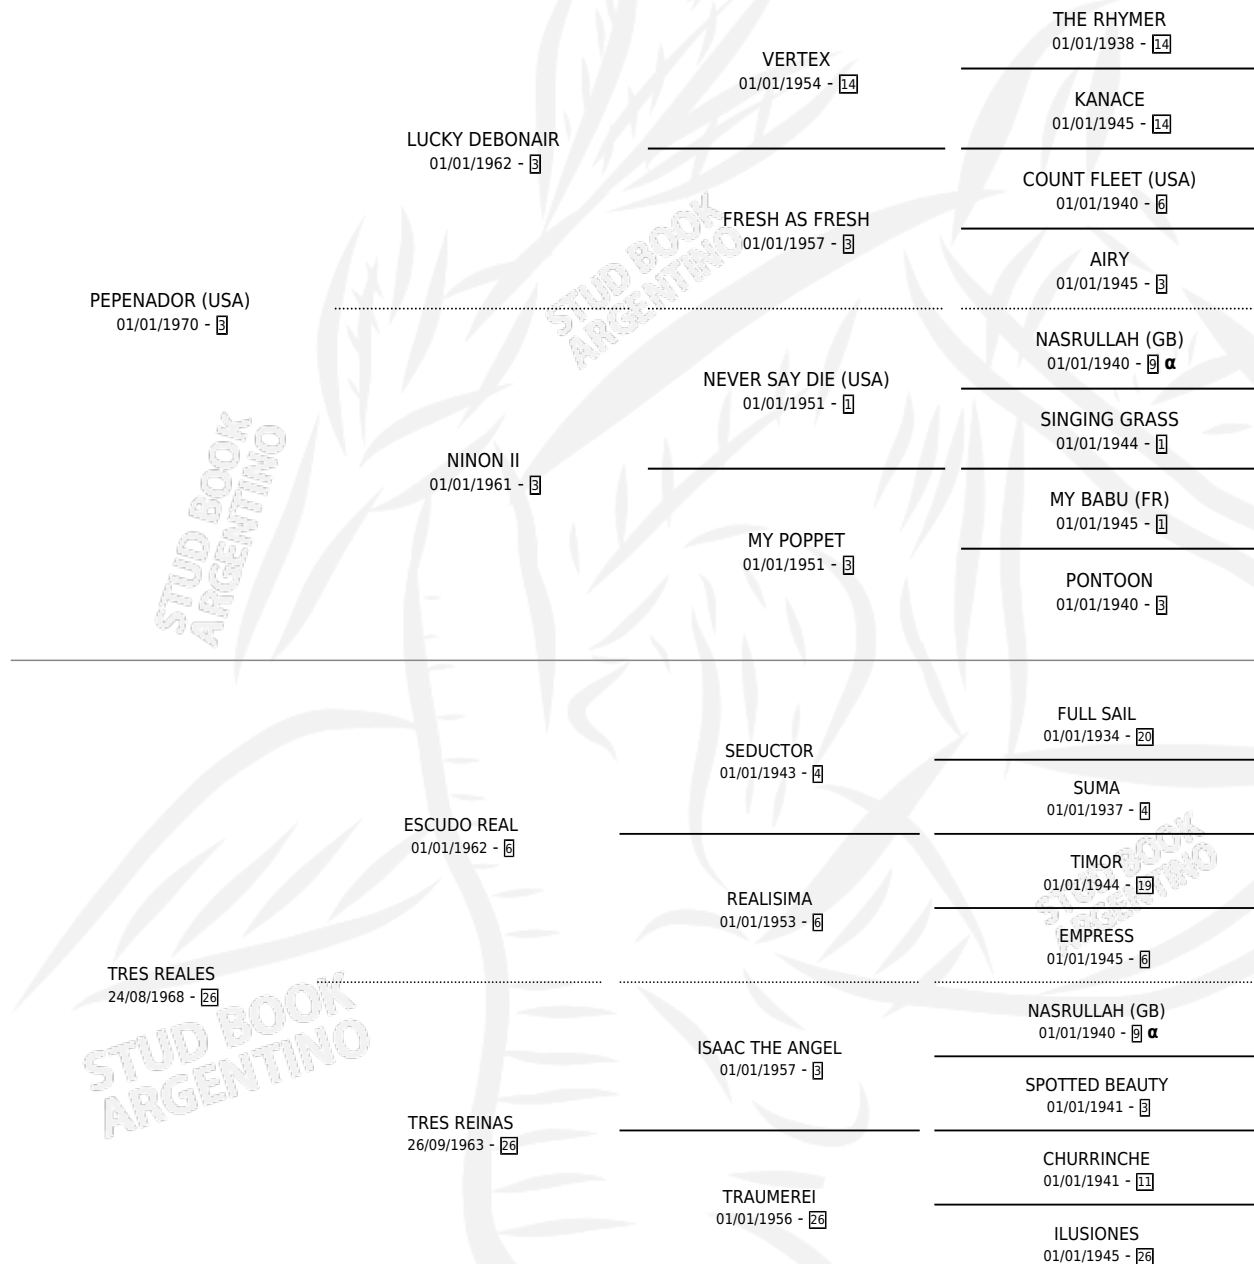 THE RHYMER
01/01/1938 - 14
VERTEX
01/01/1954 - 14
KANACE
01/01/1945 - 14
LUCKY DEBONAIR
01/01/1962 - 3
COUNT FLEET (USA)
01/01/1940 - 6
FRESH AS FRESH
01/01/1957 - 3
AIRY
01/01/1945 - 3
PEPENADOR (USA)
01/01/1970 - 3
NASRULLAH (GB)
01/01/1940 - 9 α
NEVER SAY DIE (USA)
01/01/1951 - 1
SINGING GRASS
01/01/1944 - 1
NINON II
01/01/1961 - 3
MY BABU (FR)
01/01/1945 - 1
MY POPPET
01/01/1951 - 3
PONTOON
01/01/1940 - 3
FULL SAIL
01/01/1934 - 20
SEDUCTOR
01/01/1943 - 4
SUMA
01/01/1937 - 4
ESCUDO REAL
01/01/1962 - 6
TIMOR
01/01/1944 - 19
REALISIMA
01/01/1953 - 6
EMPRESS
01/01/1945 - 6
TRES REALES
24/08/1968 - 26
NASRULLAH (GB)
01/01/1940 - 9 α
ISAAC THE ANGEL
01/01/1957 - 3
SPOTTED BEAUTY
01/01/1941 - 3
TRES REINAS
26/09/1963 - 26
CHURRINCHE
01/01/1941 - 11
TRAUMEREI
01/01/1956 - 26
ILUSIONES
01/01/1945 - 26
STUD BOOK
ARGENTINO
STUD BOOK
ARGENTINO
STUD BOOK
ARGENTINO
STUD BOOK
ARGENTINO